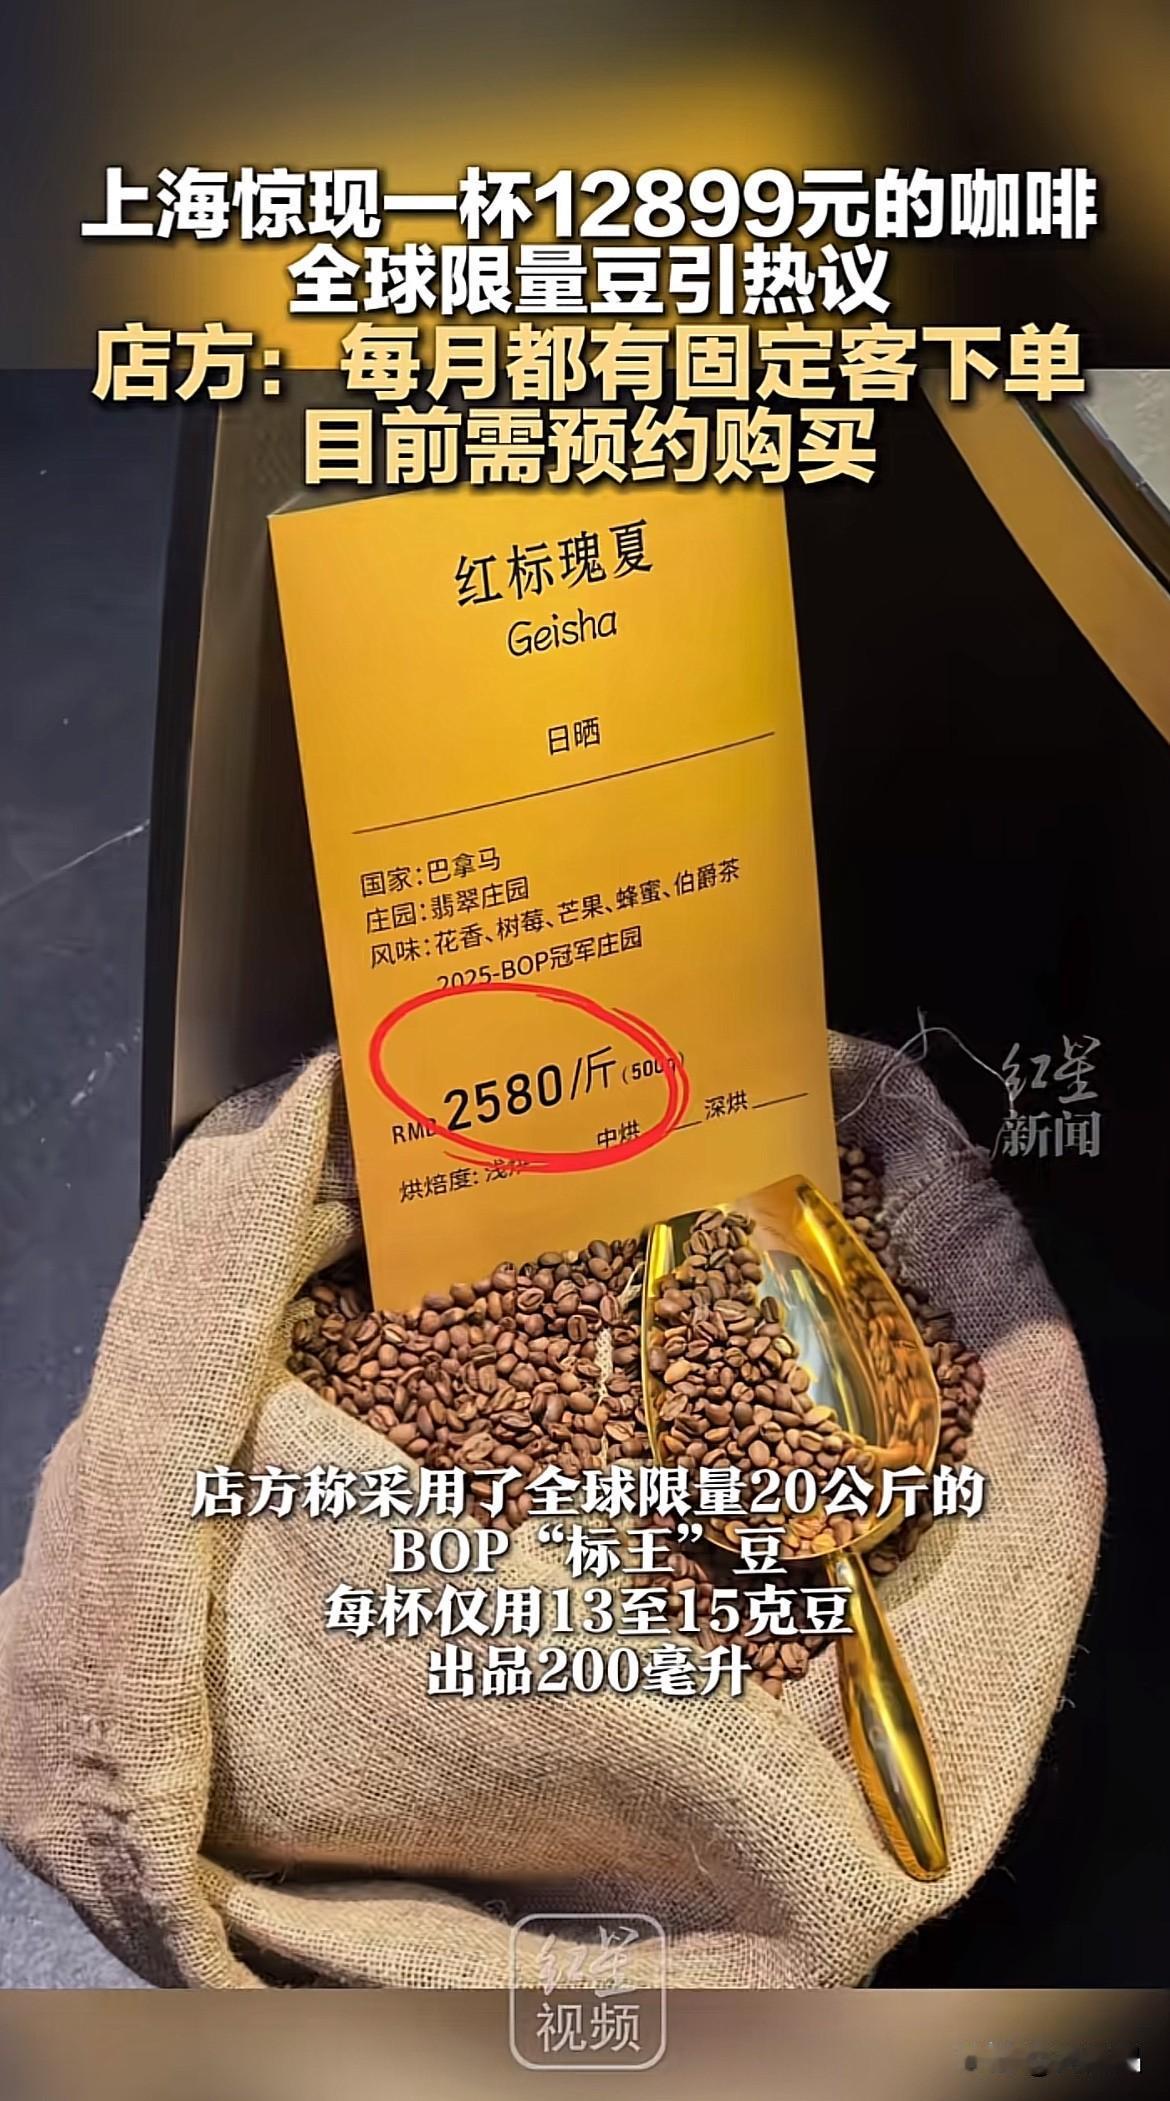 上海惊现一杯12899元的咖啡
全球限量豆引热议
店方：每月都有固定客下单
目前需预约购买
红标瑰夏
Geisha
日晒
国家：巴拿马
庄园：翡翠庄园
风味：花香、树莓、芒果、蜂蜜、伯爵茶
2025-BOP冠军庄园
RMB 2580/斤（500g）
烘焙度：浅烘 中烘 深烘
红星
新闻
店方称采用了全球限量20公斤的
BOP“标王”豆
每杯仅用13至15克豆
出品200毫升
红星
视频